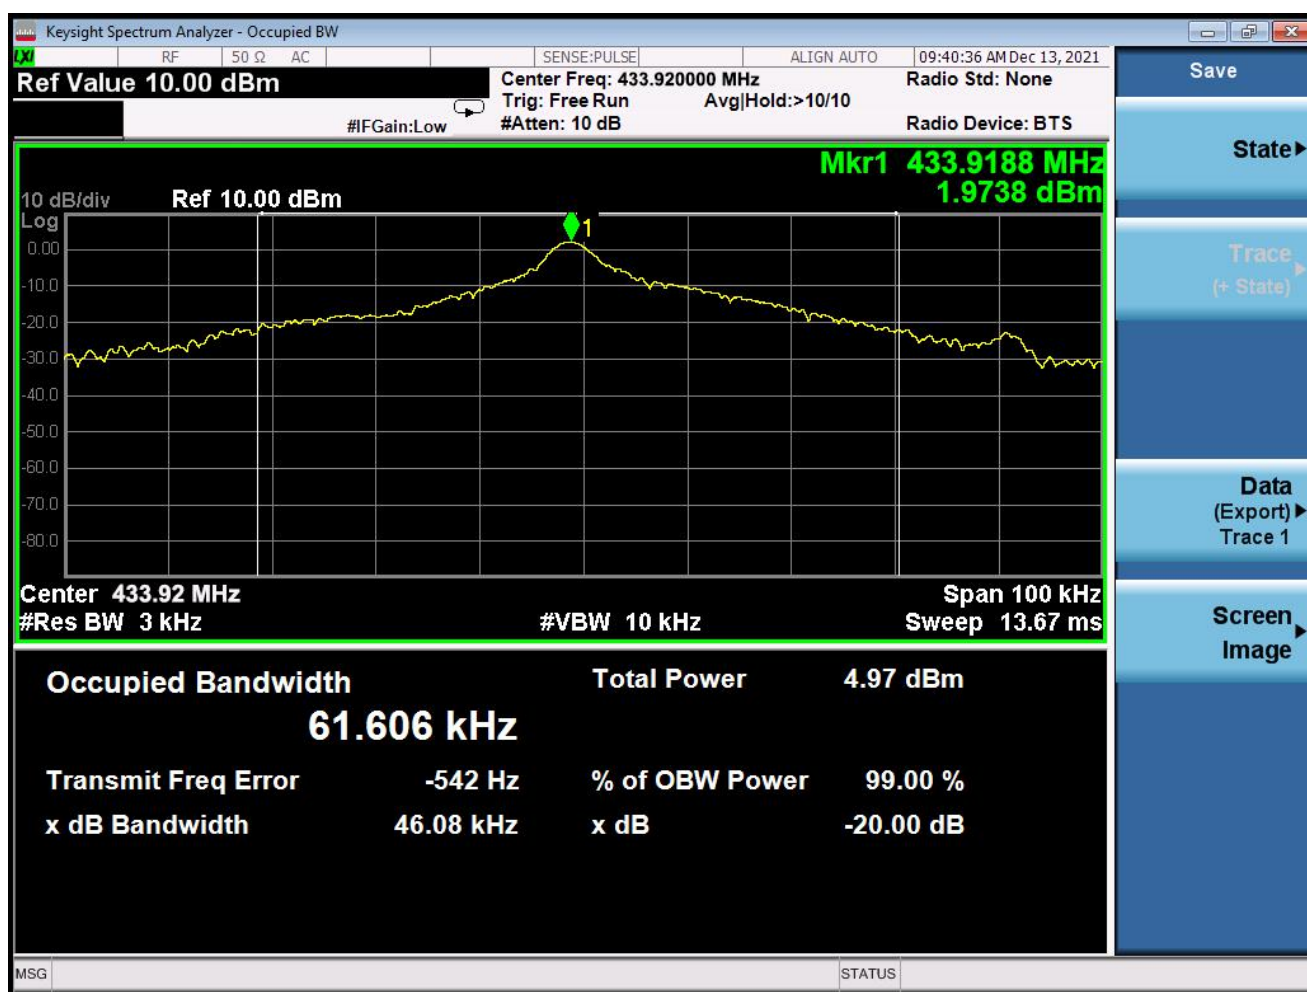 Keysight Spectrum Analyzer - Occupied BW
LXI RF 50 Ω AC SENSE:PULSE ALIGN AUTO 09:40:36 AM Dec 13, 2021
Ref Value 10.00 dBm
Center Freq: 433.920000 MHz
Radio Std: None
Trig: Free Run Avg|Hold:>10/10
#IFGain:Low
#Atten: 10 dB
Radio Device: BTS
Mkr1 433.9188 MHz
1.9738 dBm
10 dB/div Ref 10.00 dBm
Log
1
0.00
-10.0
-20.0
-30.0
-40.0
-50.0
-60.0
-70.0
-80.0
Center 433.92 MHz Span 100 kHz
#Res BW 3 kHz #VBW 10 kHz Sweep 13.67 ms
Occupied Bandwidth Total Power 4.97 dBm
61.606 kHz
Transmit Freq Error -542 Hz % of OBW Power 99.00 %
x dB Bandwidth 46.08 kHz x dB -20.00 dB
MSG STATUS
Save
State
Trace
(+ State)
Data
(Export)
Trace 1
Screen
Image